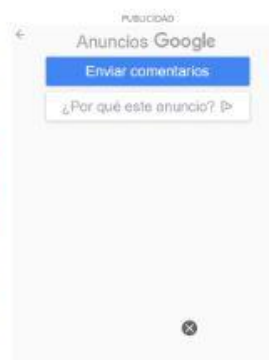 PUBLICIDAD
Anuncios Google
Enviar comentarios
¿Por qué este anuncio?